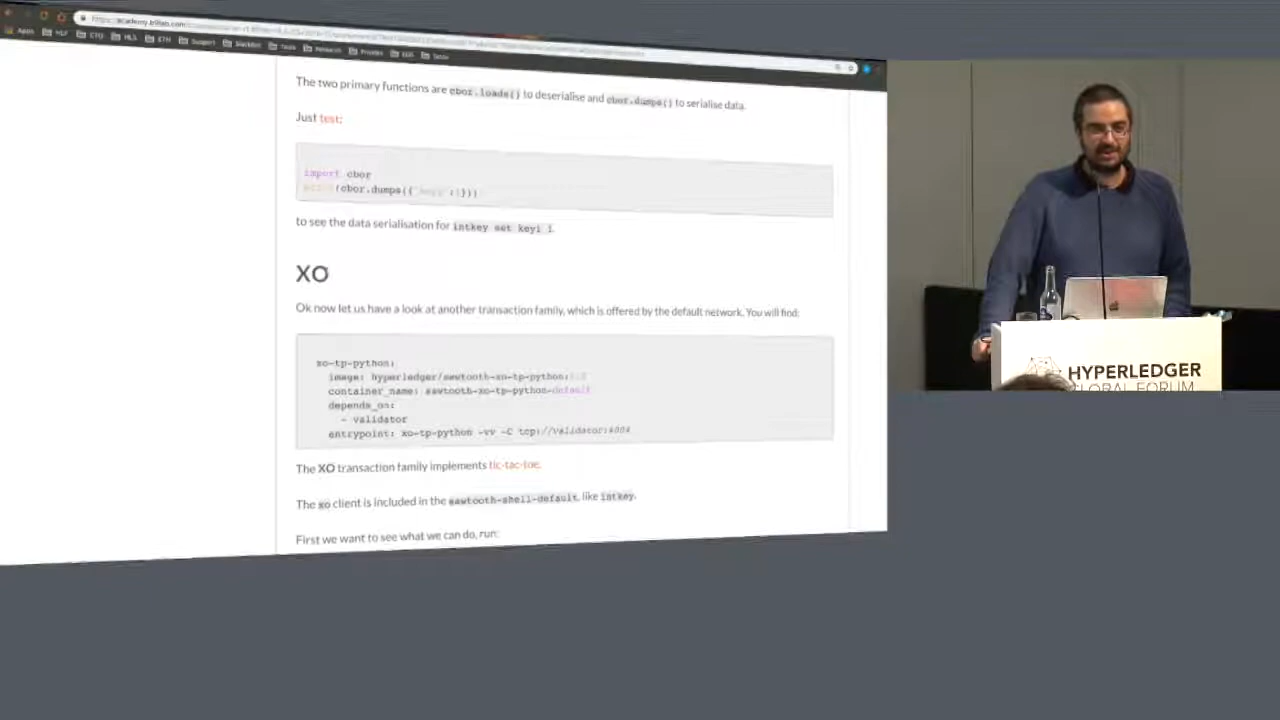 Apps
The two primary functions are cbor.loads() to deserialise and cbor.dumps() to serialise data.
Just test:
import cbor
(cbor.dumps({
to see the data serialisation for intkey set key1 1.
XO
Ok now let us have a look at another transaction family, which is offered by the default network. You will find:
xo-tp-python:
image: hyperledger/sawtooth-xo-tp-python:
container_name: sawtooth-xo-tp-python-default
depends_on:
- validator
entrypoint: xo-tp-python -vv -C tcp://validator:4004
The XO transaction family implements tic-tac-toe.
The xo client is included in the sawtooth-shell-default, like intkey.
First we want to see what we can do, run:
HYPERLEDGER
GLOBAL FORUM